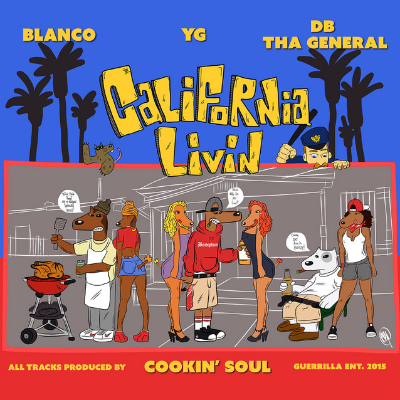 BLANCO
YG
DB
THA GENERAL
CALIFORNIA
LIVIN
ALL TRACKS PRODUCED BY
COOKIN' SOUL
GUERRILLA ENT. 2015